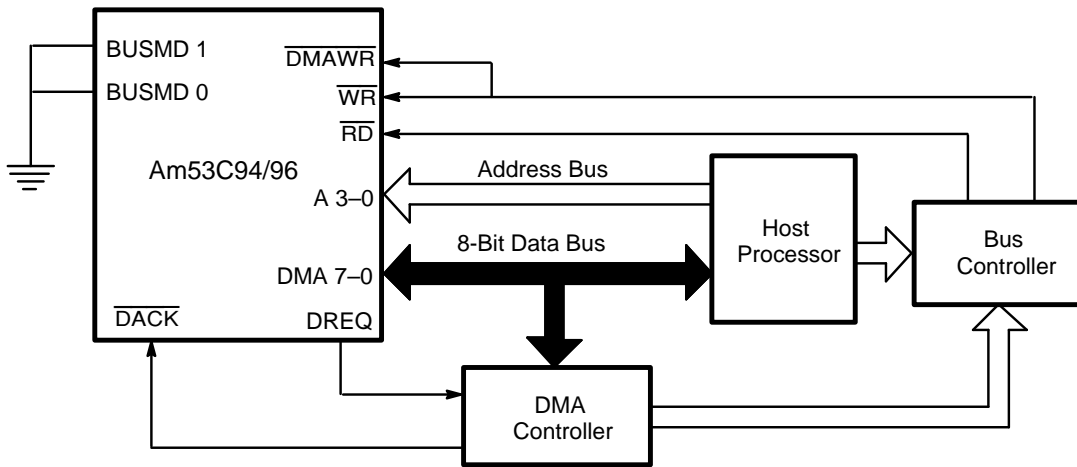 BUSMD 1
BUSMD 0
DMAWR
WR
RD
Am53C94/96
A 3–0
DMA 7–0
DACK
DREQ
Address Bus
8-Bit Data Bus
Host
Processor
Bus
Controller
DMA
Controller